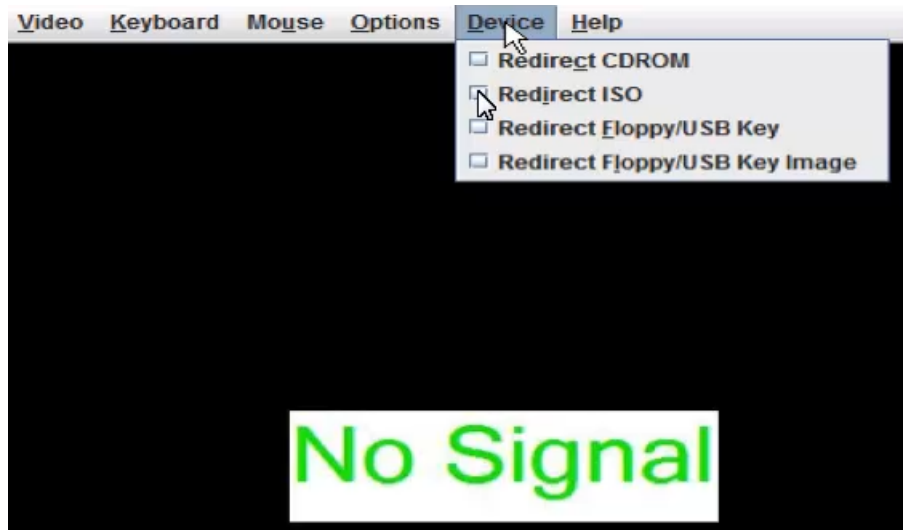 Video Keyboard Mouse Options Device Help
Redirect CDROM
Redirect ISO
Redirect Floppy/USB Key
Redirect Floppy/USB Key Image
No Signal